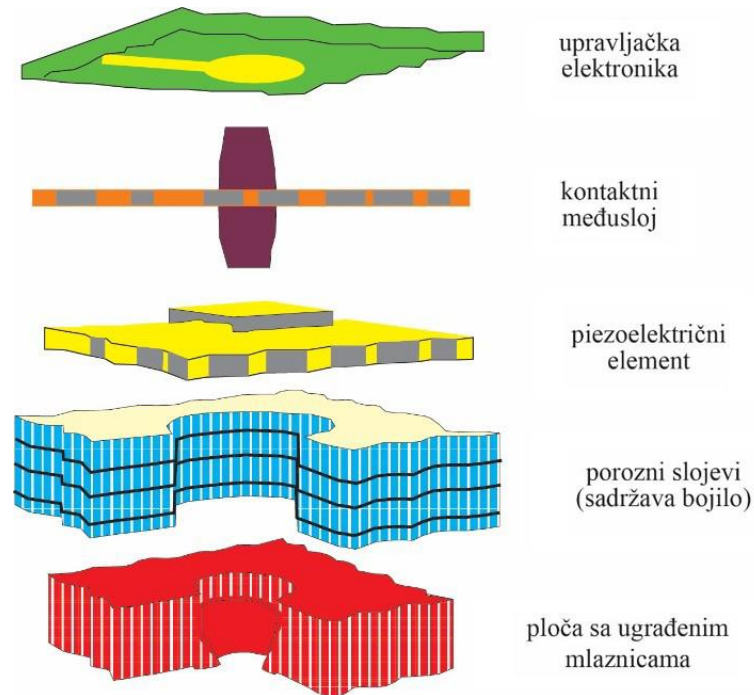 upravljačka
elektronika
kontaktni
međusloj
piezoelektrični
element
porozni slojevi
(sadržava bojilo)
ploča sa ugrađenim
mlaznicama